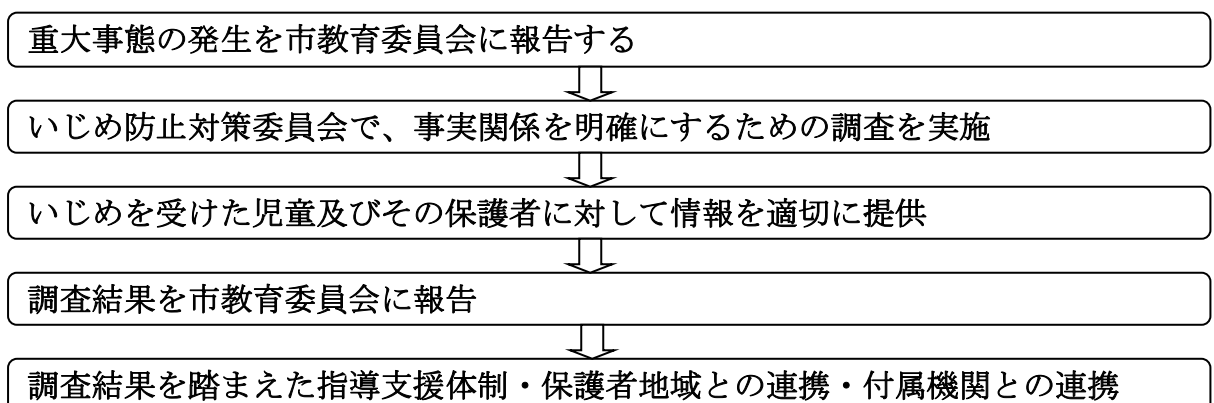 重大事態の発生を市教育委員会に報告する
いじめ防止対策委員会で、事実関係を明確にするための調査を実施
いじめを受けた児童及びその保護者に対して情報を適切に提供
調査結果を市教育委員会に報告
調査結果を踏まえた指導支援体制・保護者地域との連携・付属機関との連携